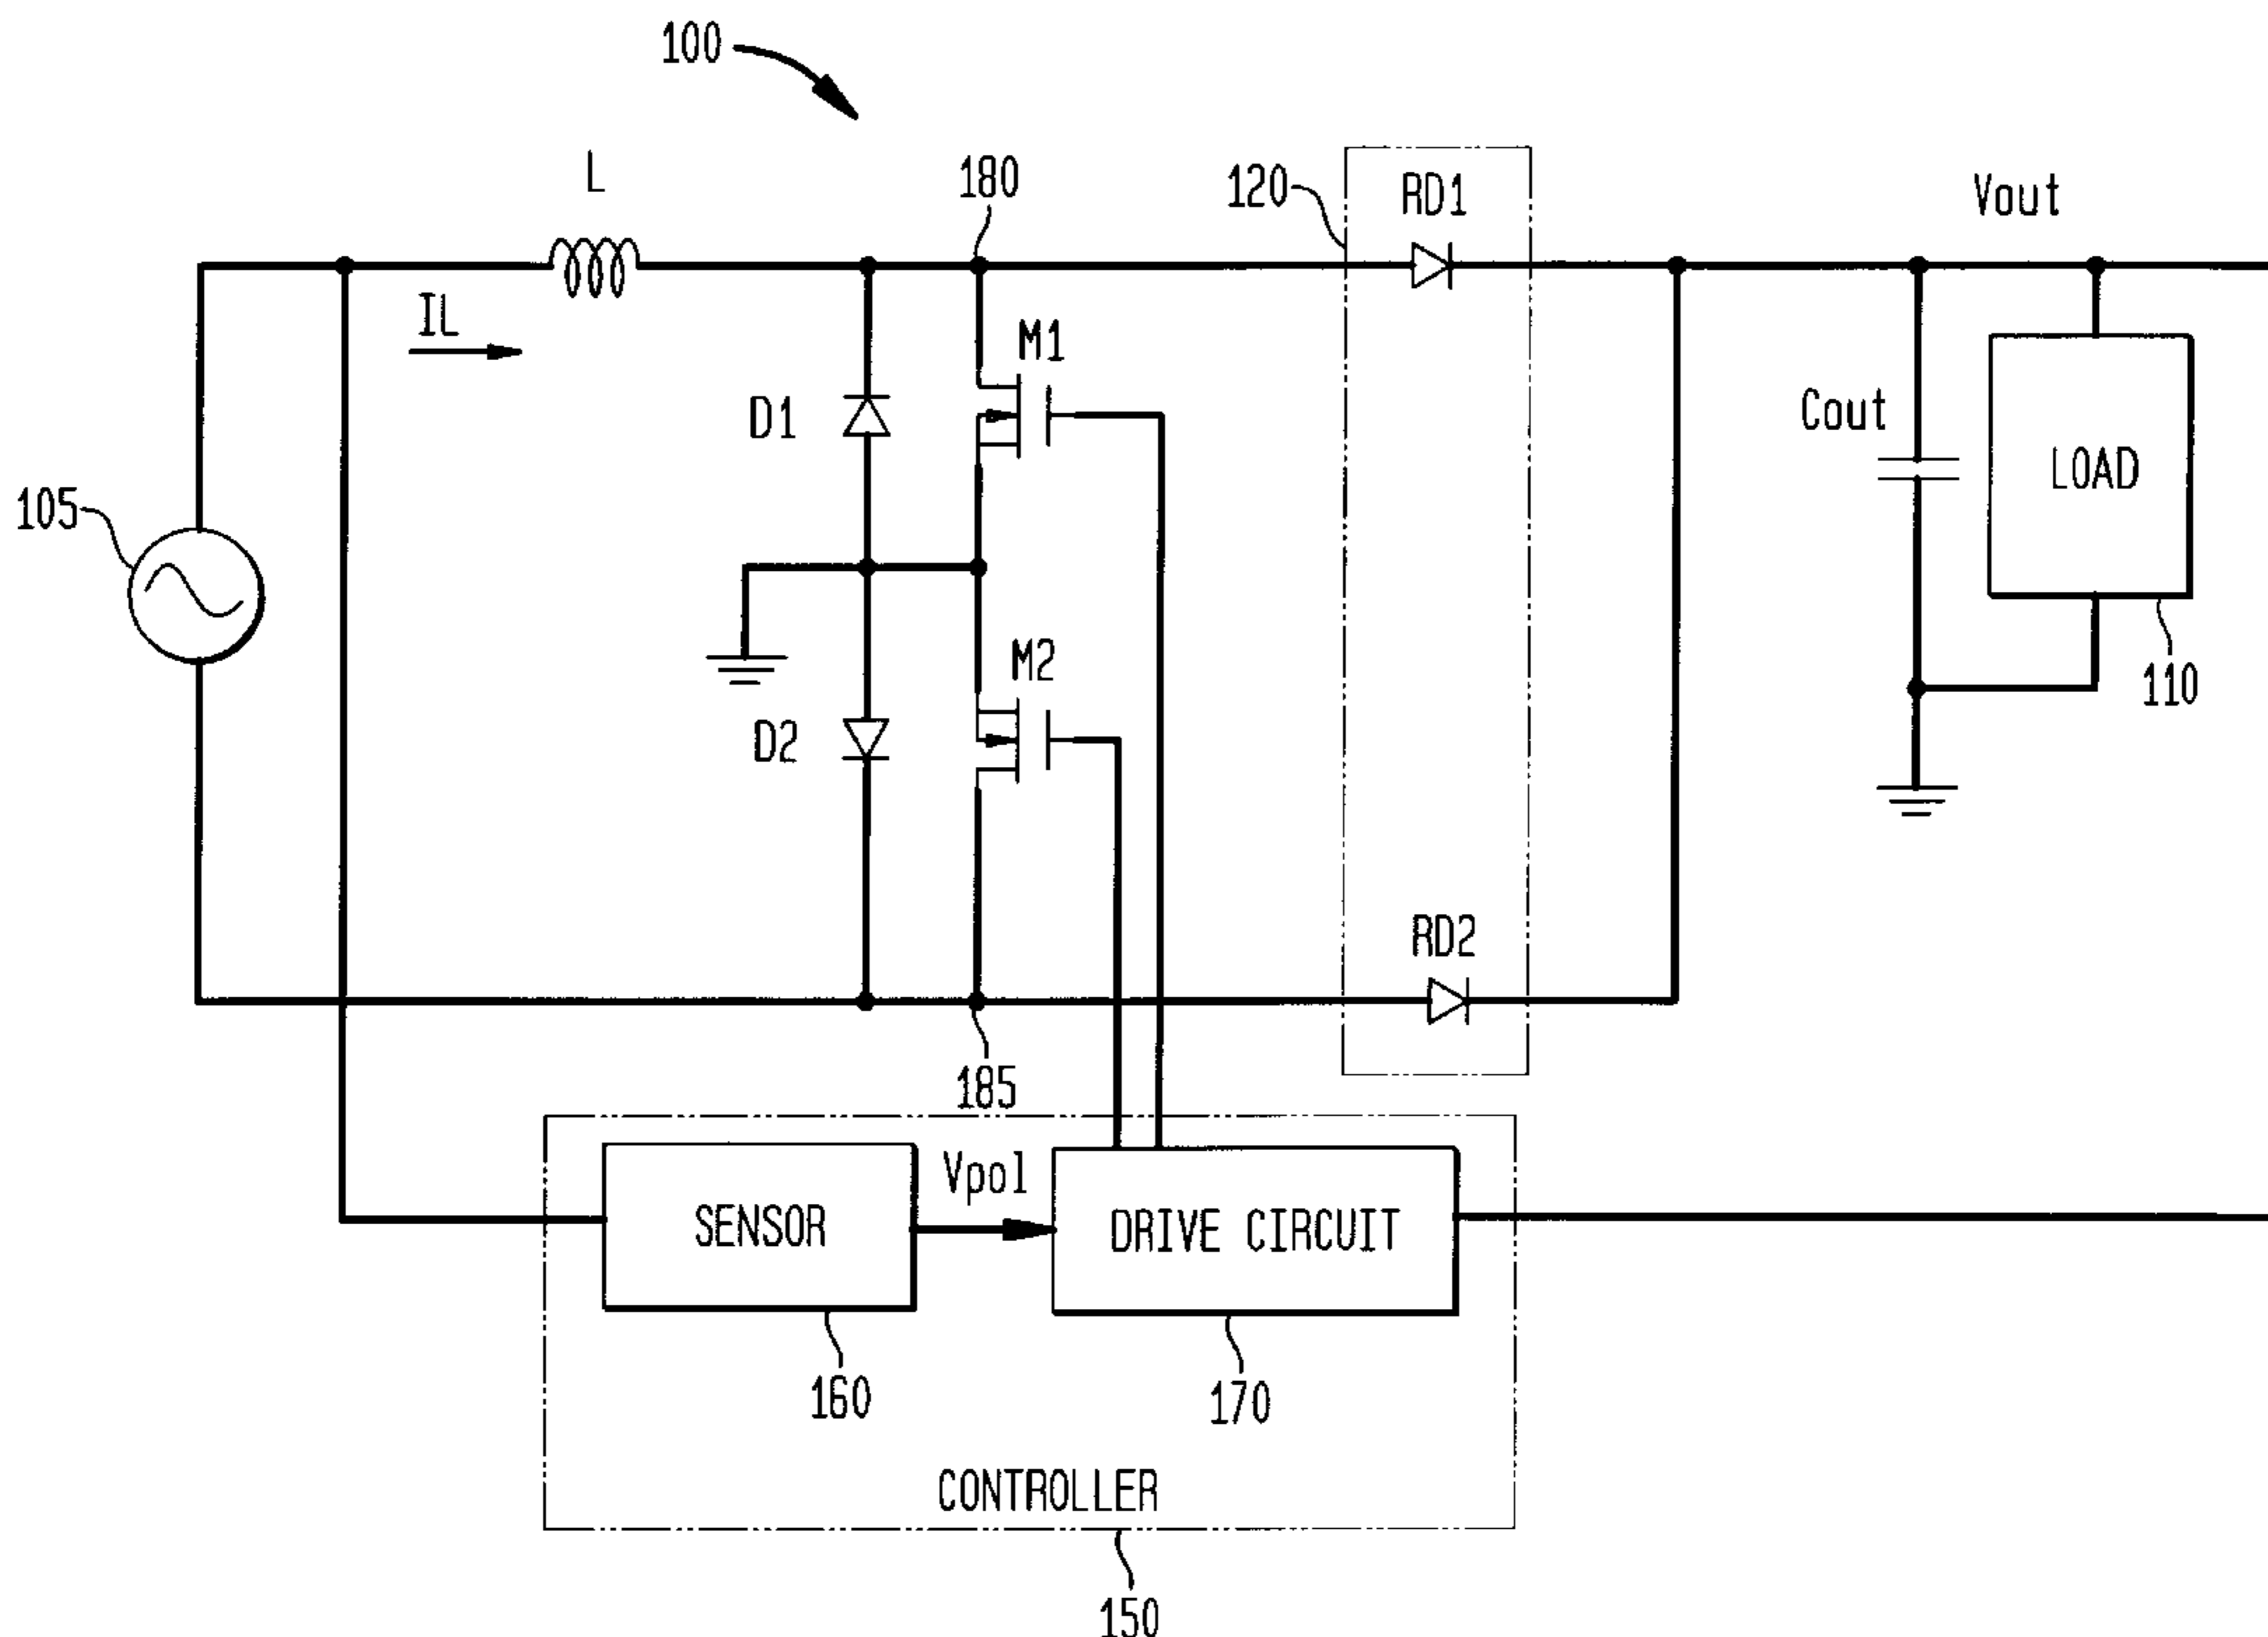 100
L
180
120
RD1
Vout
IL
M1
D1
Cout
LOAD
105
M2
110
D2
RD2
185
Vpol
SENSOR
DRIVE CIRCUIT
160
170
CONTROLLER
150